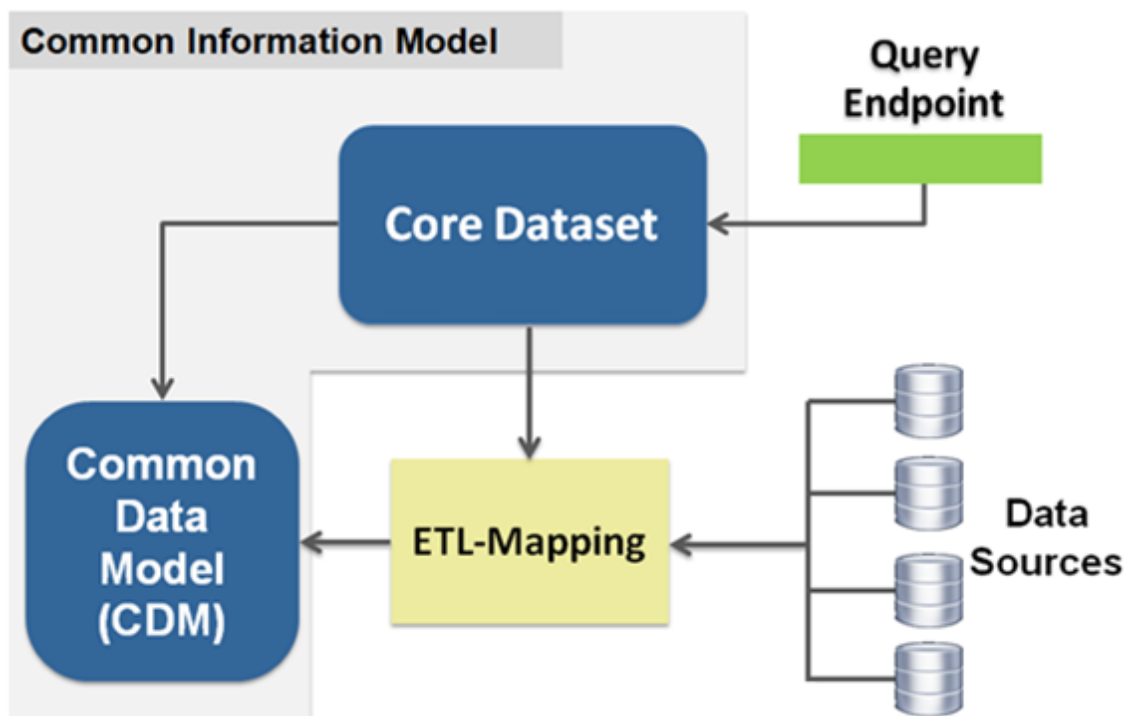 Common Information Model
Query
Endpoint
Core Dataset
Common
Data
Model
(CDM)
ETL-Mapping
Data
Sources